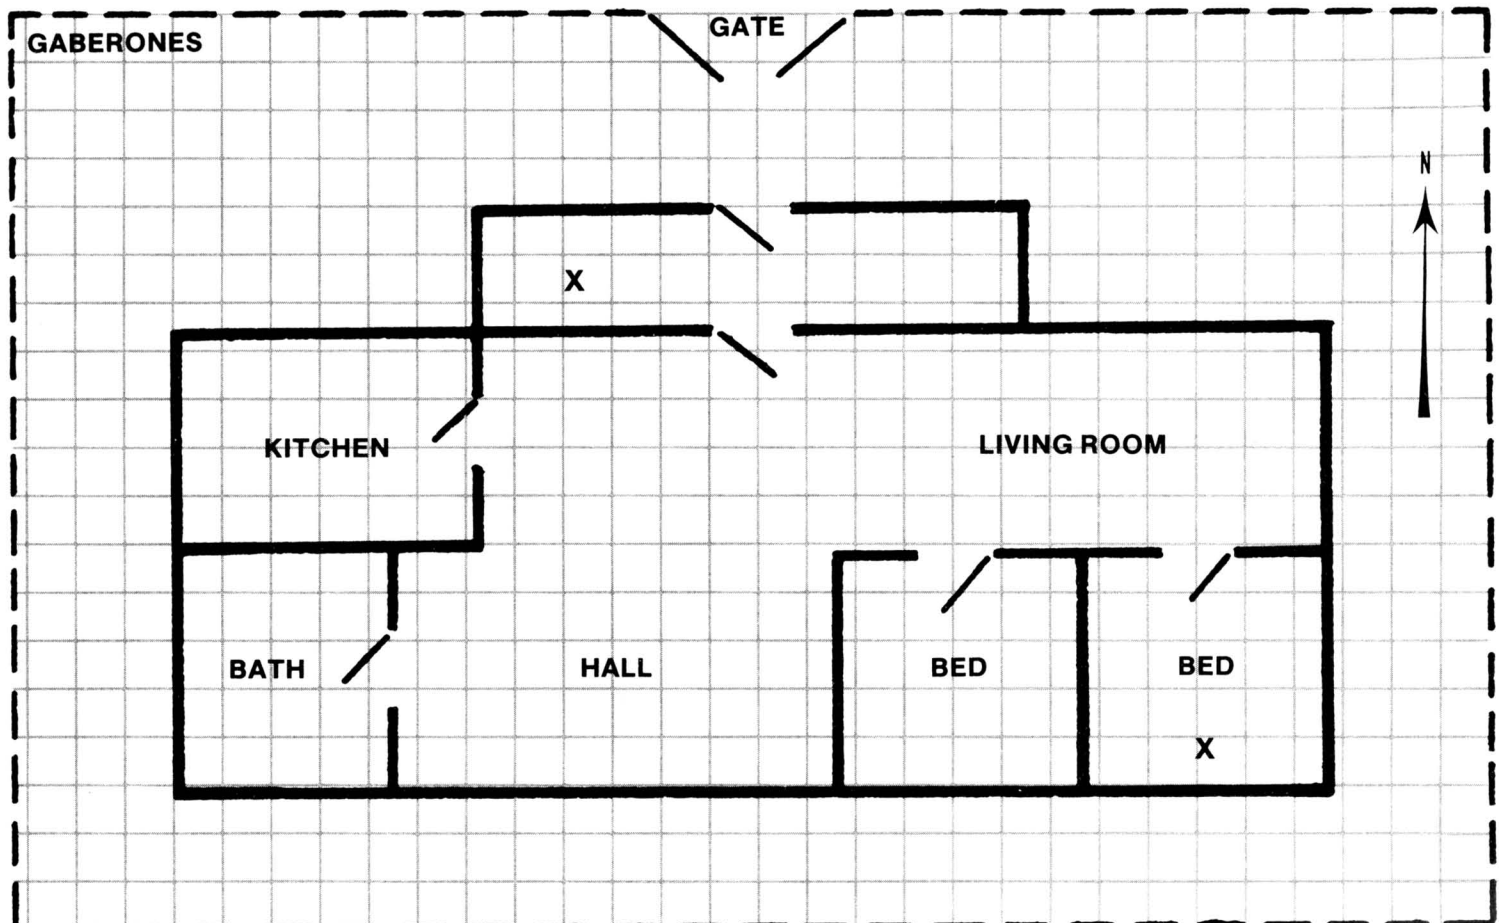 GATE
GABERONES
N
X
KITCHEN
LIVING ROOM
BATH
HALL
BED
BED
X